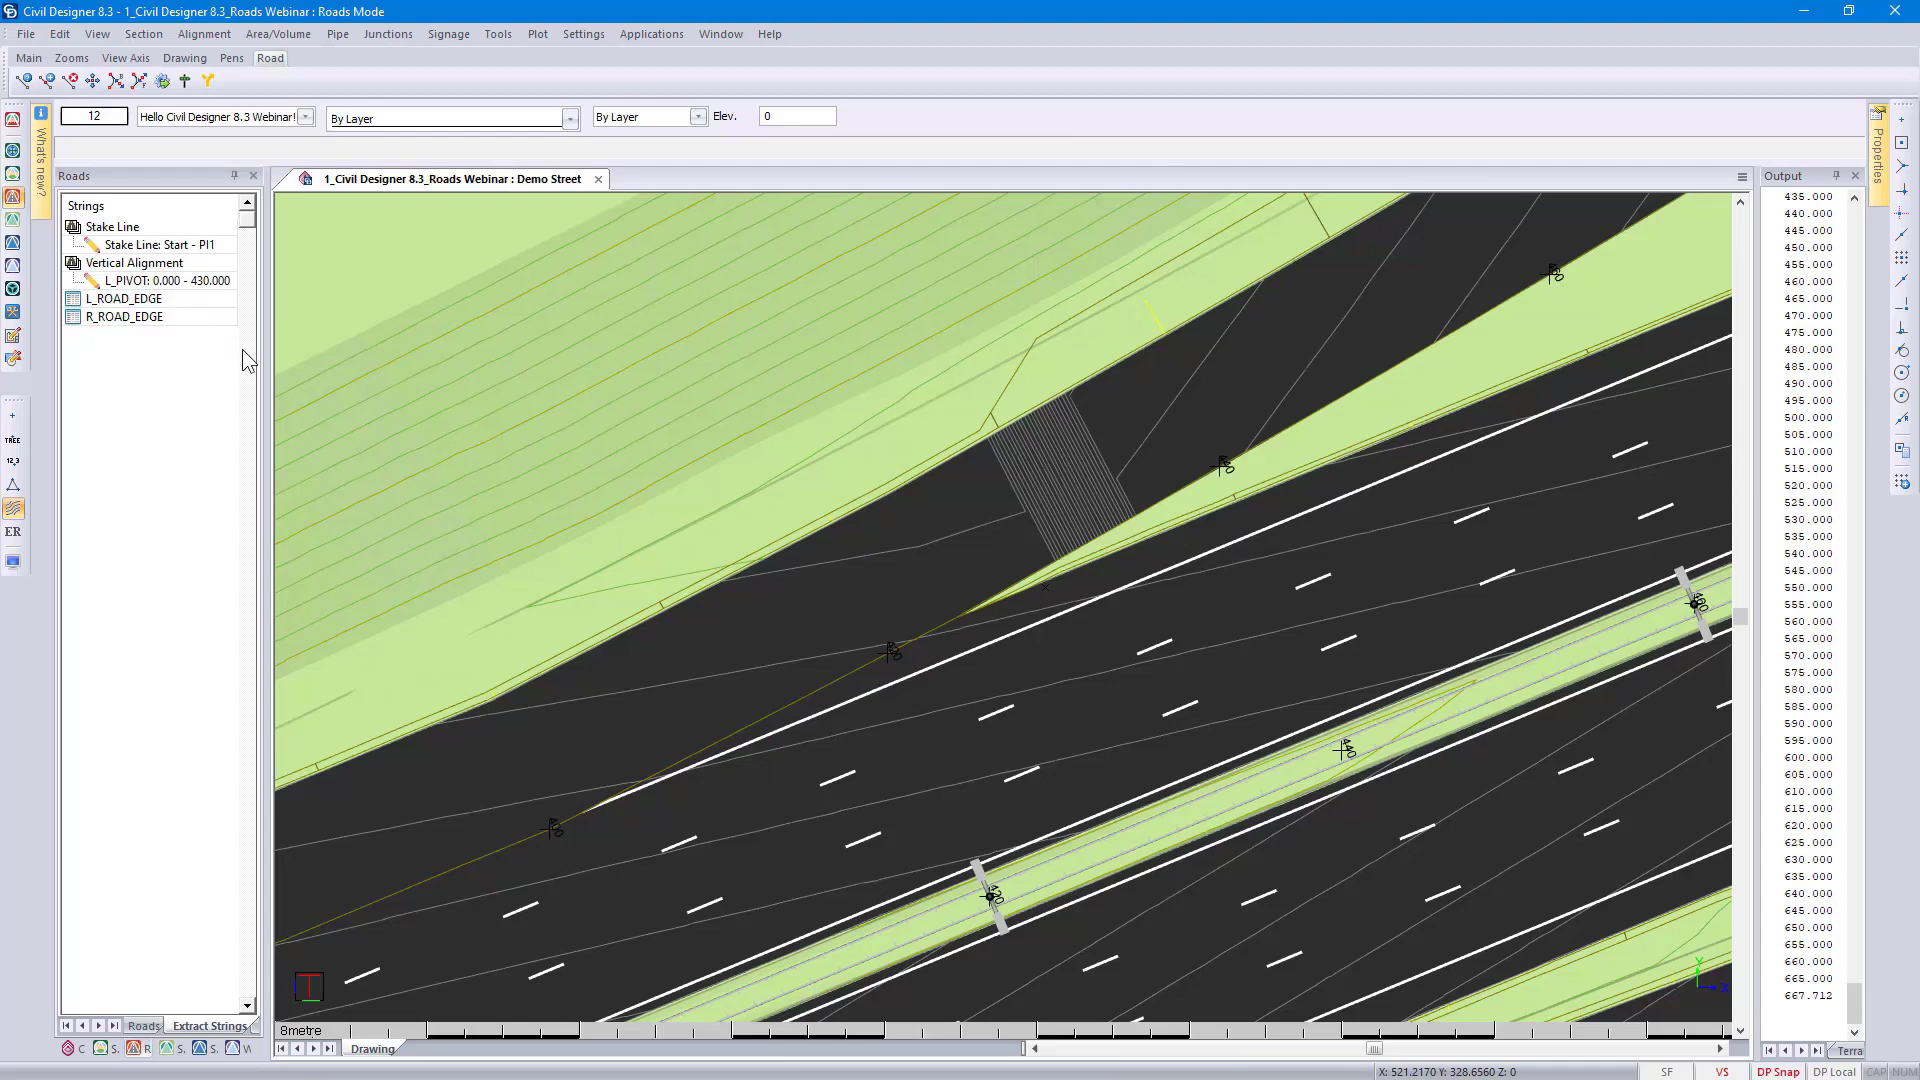 Civil Designer 8.3 - 1_Civil Designer 8.3_Roads Webinar : Roads Mode
File Edit View Section Alignment Area/Volume Pipe Junctions Signage Tools Plot Settings Applications Window Help
Main Zooms View Axis Drawing Pens Road
12 Hello Civil Designer 8.3 Webinar! By Layer By Layer Elev. 0
What's new?
Properties
Roads
1_Civil Designer 8.3_Roads Webinar : Demo Street
Output
Strings
Stake Line
Stake Line: Start - PI1
Vertical Alignment
L_PIVOT: 0.000 - 430.000
L_ROAD_EDGE
R_ROAD_EDGE
TREE
12.3
ER
460
440
420
435.000
440.000
445.000
450.000
455.000
460.000
465.000
470.000
475.000
480.000
485.000
490.000
495.000
500.000
505.000
510.000
515.000
520.000
525.000
530.000
535.000
540.000
545.000
550.000
555.000
560.000
565.000
570.000
575.000
580.000
585.000
590.000
595.000
600.000
605.000
610.000
615.000
620.000
625.000
630.000
635.000
640.000
645.000
650.000
655.000
660.000
665.000
667.712
Y
X
8metre
Roads Extract Strings
C S. R S. S. W
Drawing
Terra
X: 521.2170 Y: 328.6560 Z: 0
SF VS DP Snap DP Local CAP NUM